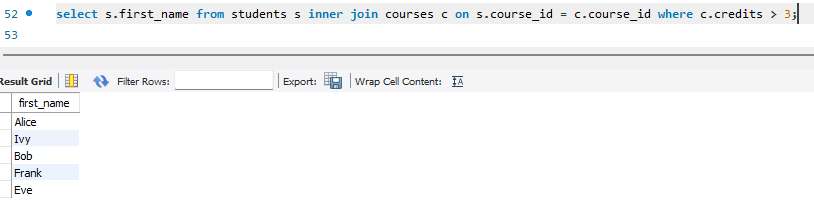 52 select s.first_name from students s inner join courses c on s.course_id = c.course_id where c.credits > 3;
53
Result Grid Filter Rows: Export: Wrap Cell Content:
first_name
Alice
Ivy
Bob
Frank
Eve